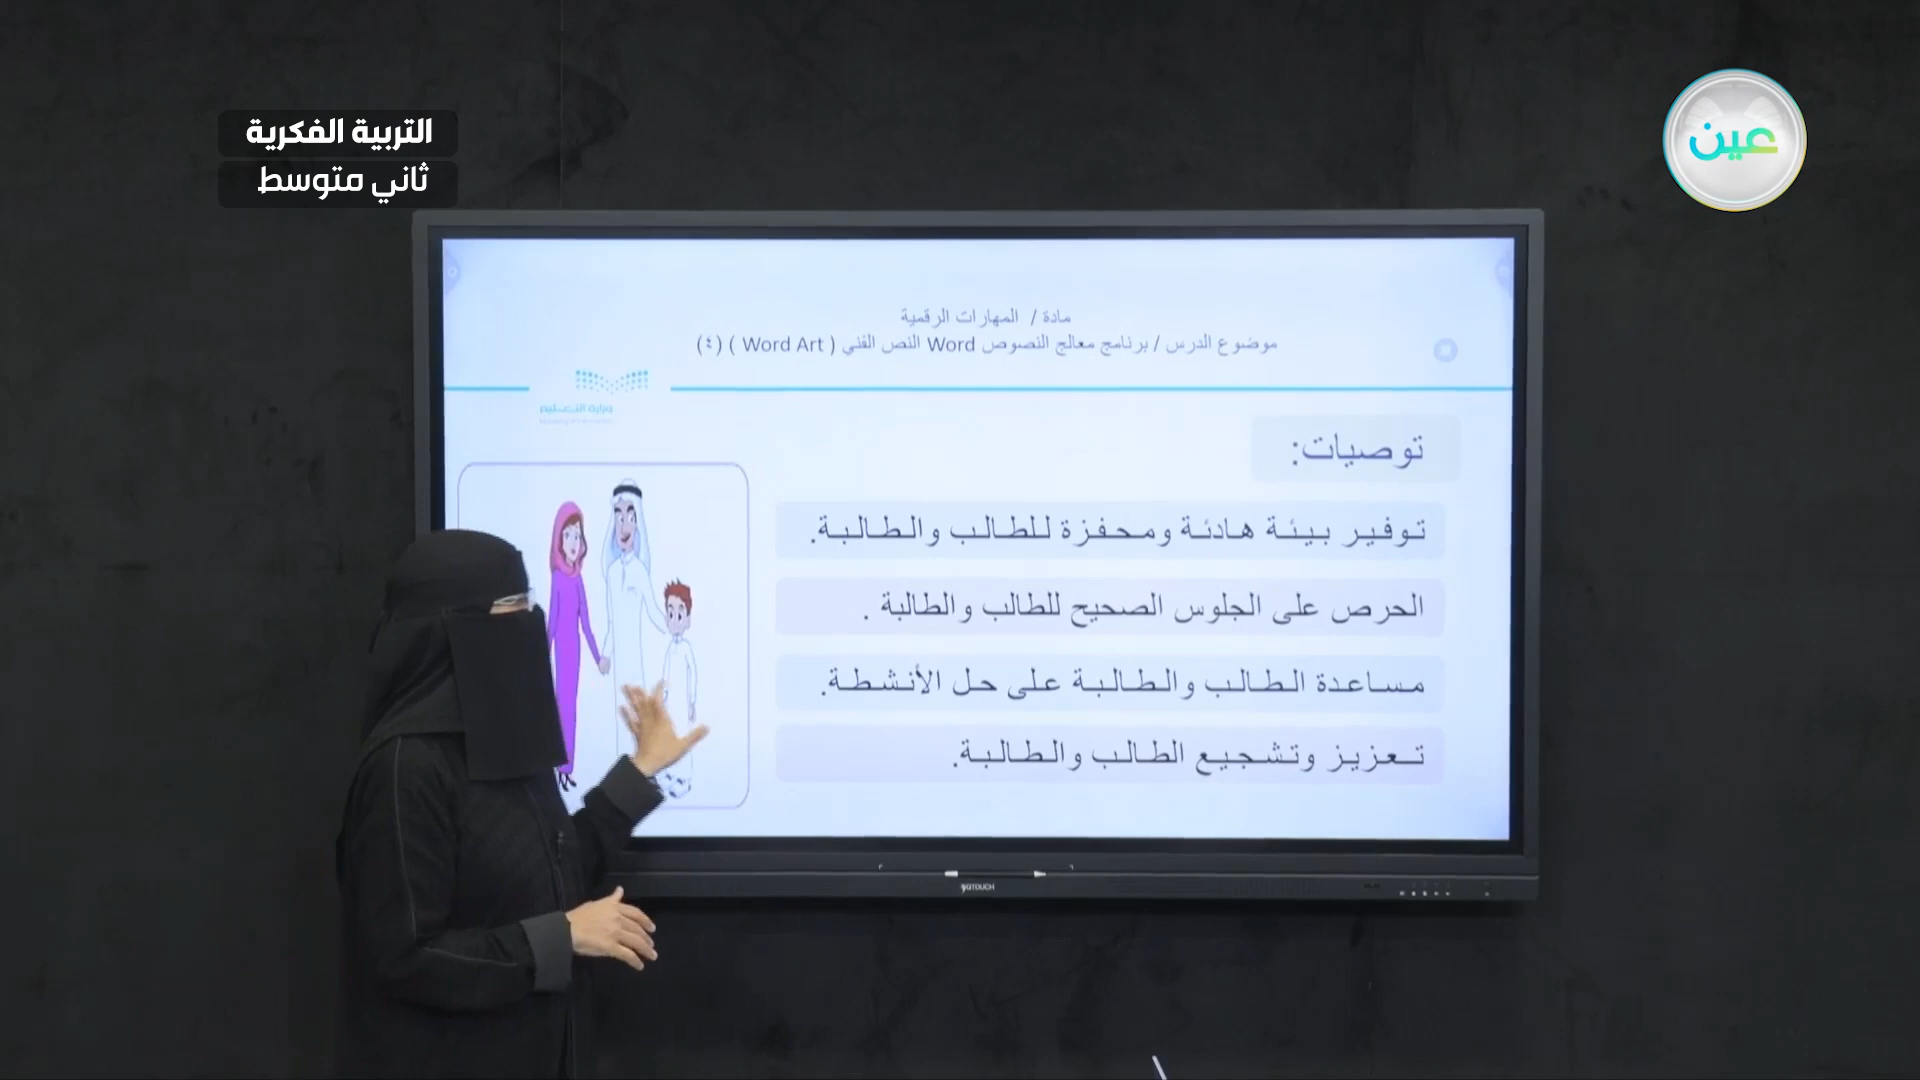 التربية الفكرية
ثاني متوسط
عين
مادة / المهارات الرقمية
موضوع الدرس / برنامج معالج النصوص Word النص الفني ( Word Art ) (٤)
وزارة التعليم
توصيات:
توفير بيئة هادئة ومحفزة للطالب والطالبة.
الحرص على الجلوس الصحيح للطالب والطالبة .
مساعدة الطالب والطالبة على حل الأنشطة.
تعزيز وتشجيع الطالب والطالبة.